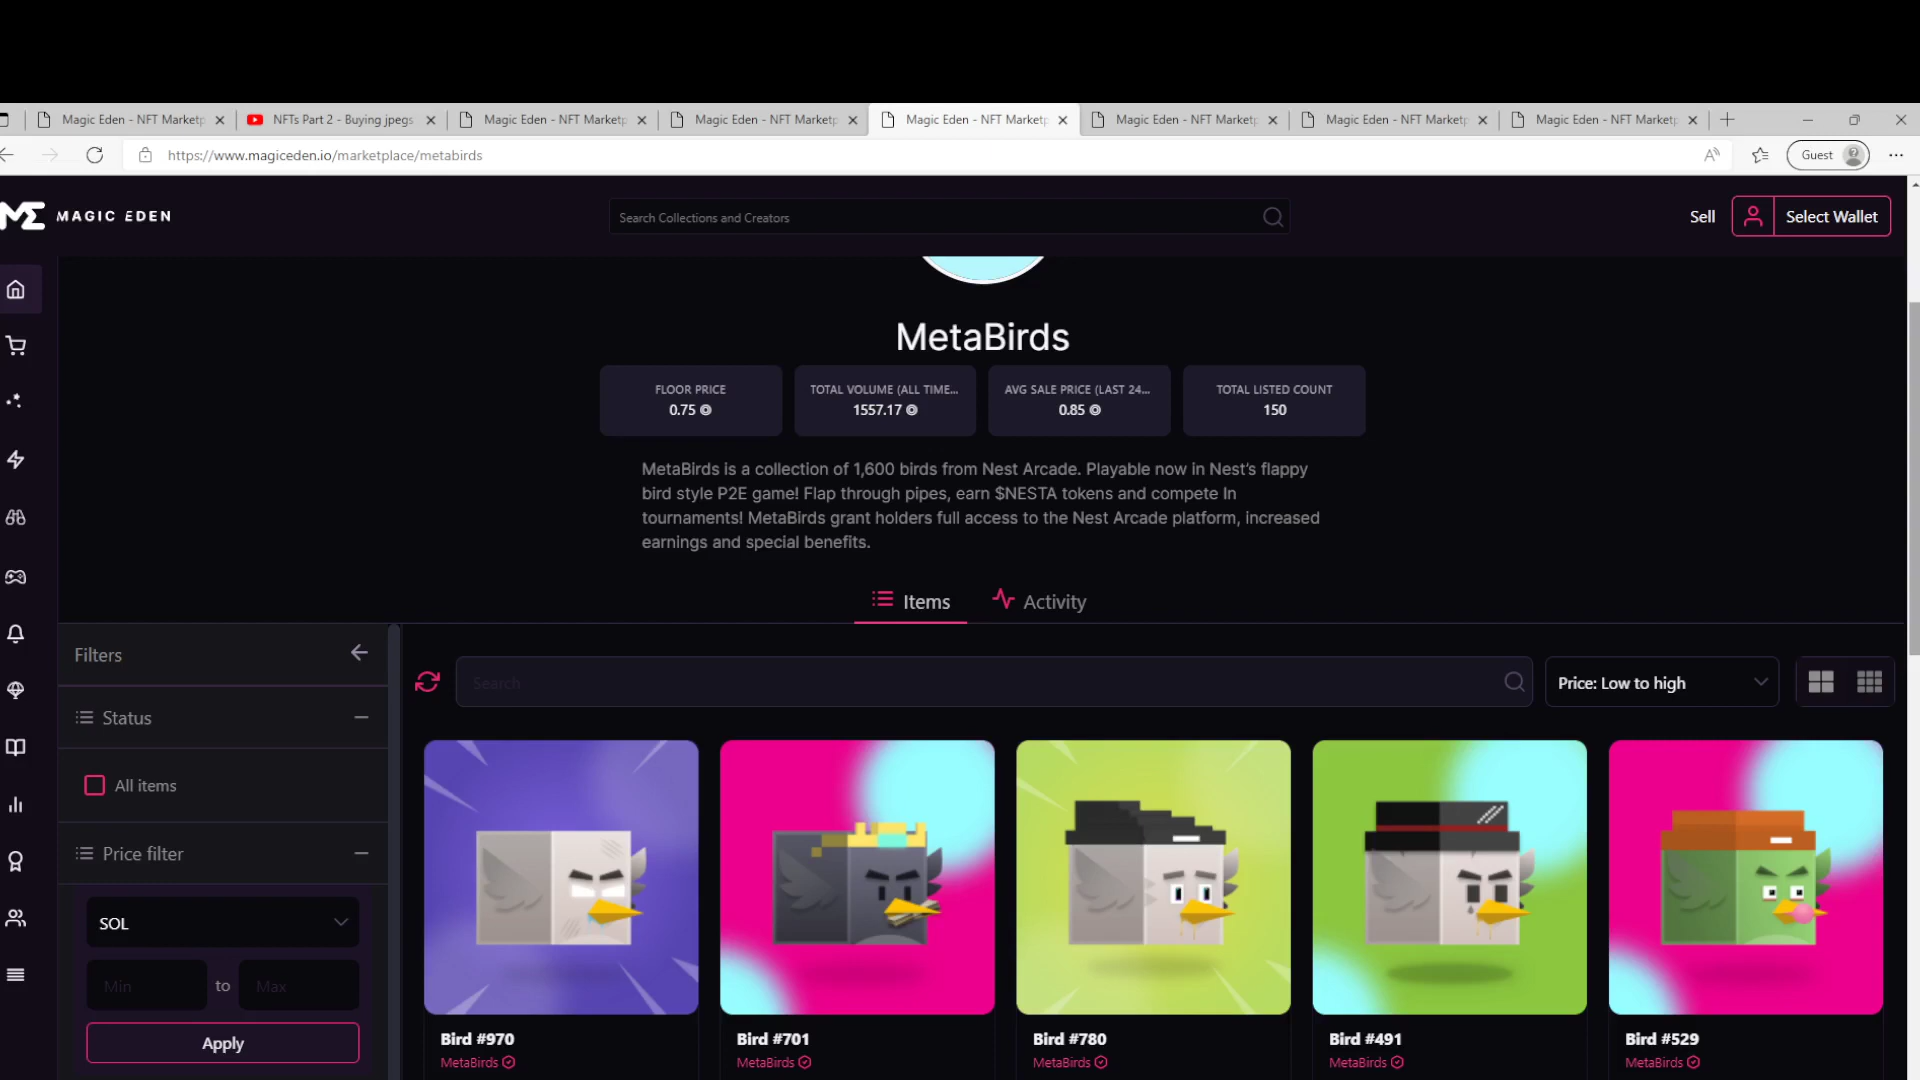 Magic Eden - NFT Marketp
NFTs Part 2 - Buying jpegs
Magic Eden - NFT Marketp
Magic Eden - NFT Marketp
Magic Eden - NFT Marketp
Magic Eden - NFT Marketp
Magic Eden - NFT Marketp
Magic Eden - NFT Marketp
https://www.magiceden.io/marketplace/metabirds
Guest
MAGIC EDEN
Search Collections and Creators
Sell
Select Wallet
MetaBirds
FLOOR PRICE
0.75
TOTAL VOLUME (ALL TIME...
1557.17
AVG SALE PRICE (LAST 24...
0.85
TOTAL LISTED COUNT
150
MetaBirds is a collection of 1,600 birds from Nest Arcade. Playable now in Nest's flappy
bird style P2E game! Flap through pipes, earn $NESTA tokens and compete In
tournaments! MetaBirds grant holders full access to the Nest Arcade platform, increased
earnings and special benefits.
Items
Activity
Filters
Search
Price: Low to high
Status
All items
Price filter
SOL
Min
to
Max
Apply
Bird #970
MetaBirds
Bird #701
MetaBirds
Bird #780
MetaBirds
Bird #491
MetaBirds
Bird #529
MetaBirds